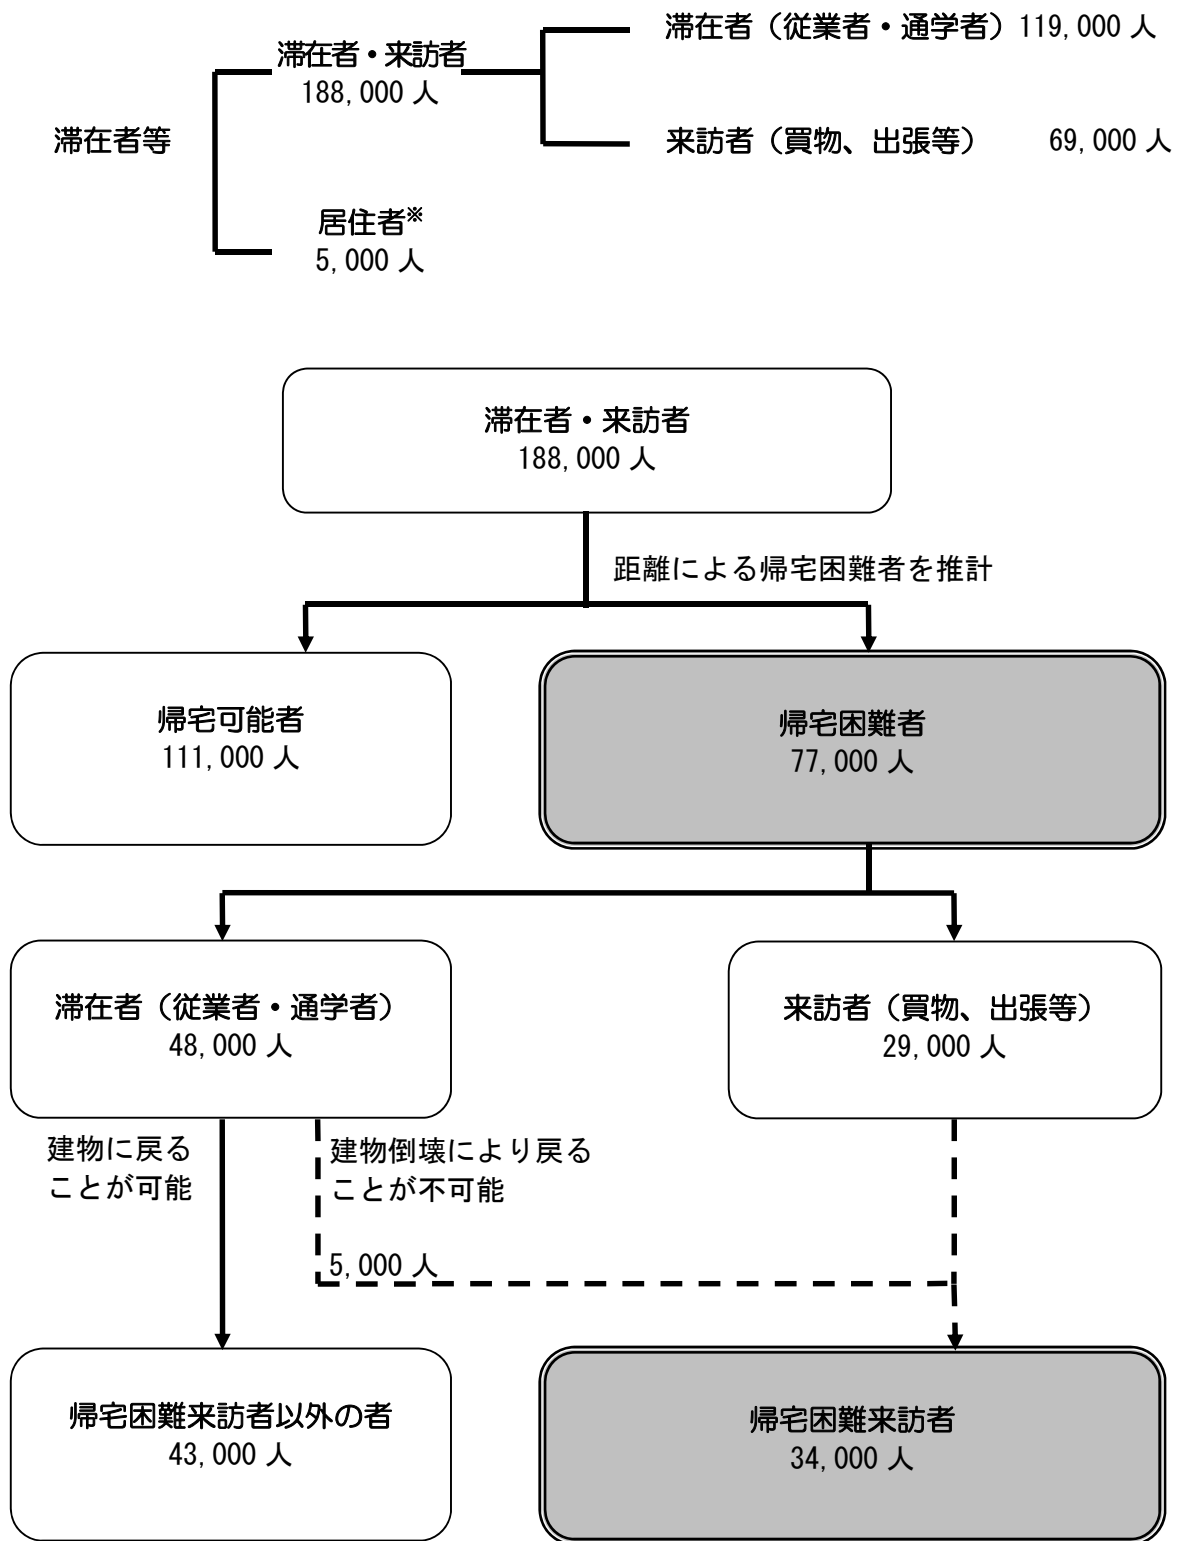 滞在者(従業者・通学者)119,000 人
滞在者・来訪者
188,000 人
滞在者等
来訪者(買物、出張等) 69,000 人
居住者※
5,000 人
滞在者・来訪者
188,000 人
距離による帰宅困難者を推計
帰宅可能者
111,000 人
帰宅困難者
77,000 人
滞在者(従業者・通学者)
48,000 人
来訪者(買物、出張等)
29,000 人
建物に戻る
ことが可能
建物倒壊により戻る
ことが不可能
5,000 人
帰宅困難来訪者以外の者
43,000 人
帰宅困難来訪者
34,000 人